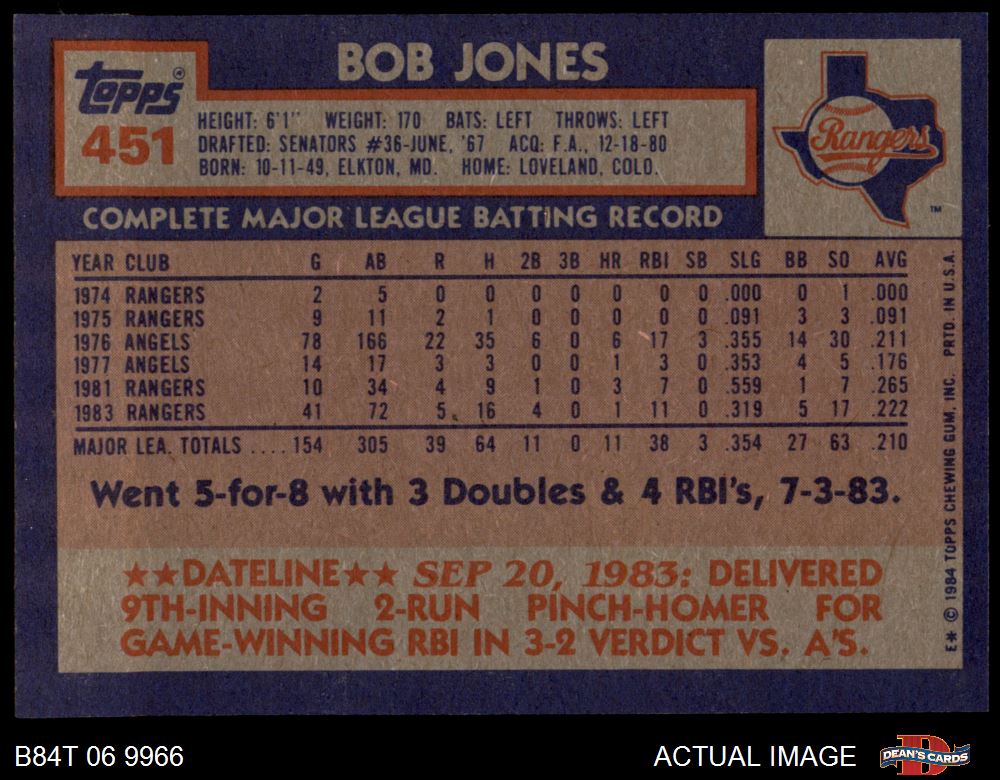 Topps®
451
BOB JONES
HEIGHT: 6'1" WEIGHT: 170 BATS: LEFT THROWS: LEFT
DRAFTED: SENATORS #36-JUNE, '67 ACQ: F.A., 12-18-80
BORN: 10-11-49, ELKTON, MD. HOME: LOVELAND, COLO.
Rangers
TM
COMPLETE MAJOR LEAGUE BATTING RECORD
YEAR CLUB G AB R H 2B 3B HR RBI SB SLG BB SO AVG
1974 RANGERS 2 5 0 0 0 0 0 0 0 .000 0 1 .000
1975 RANGERS 9 11 2 1 0 0 0 0 0 .091 3 3 .091
1976 ANGELS 78 166 22 35 6 0 6 17 3 .355 14 30 .211
1977 ANGELS 14 17 3 3 0 0 1 3 0 .353 4 5 .176
1981 RANGERS 10 34 4 9 1 0 3 7 0 .559 1 7 .265
1983 RANGERS 41 72 5 16 4 0 1 11 0 .319 5 17 .222
MAJOR LEA. TOTALS .... 154 305 39 64 11 0 11 38 3 .354 27 63 .210
Went 5-for-8 with 3 Doubles & 4 RBI's, 7-3-83.
★★DATELINE★★ SEP 20, 1983: DELIVERED
9TH-INNING 2-RUN PINCH-HOMER FOR
GAME-WINNING RBI IN 3-2 VERDICT VS. A'S.
E* © 1984 TOPPS CHEWING GUM, INC. PRTD. IN U.S.A.
B84T 06 9966
ACTUAL IMAGE
D
DEAN'S CARDS